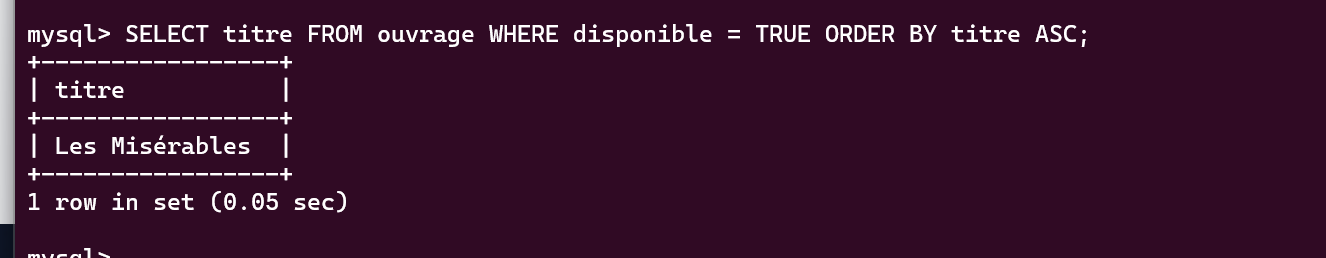 mysql> SELECT titre FROM ouvrage WHERE disponible = TRUE ORDER BY titre ASC;
+-----------------+
| titre           |
+-----------------+
| Les Misérables  |
+-----------------+
1 row in set (0.05 sec)
mysql>